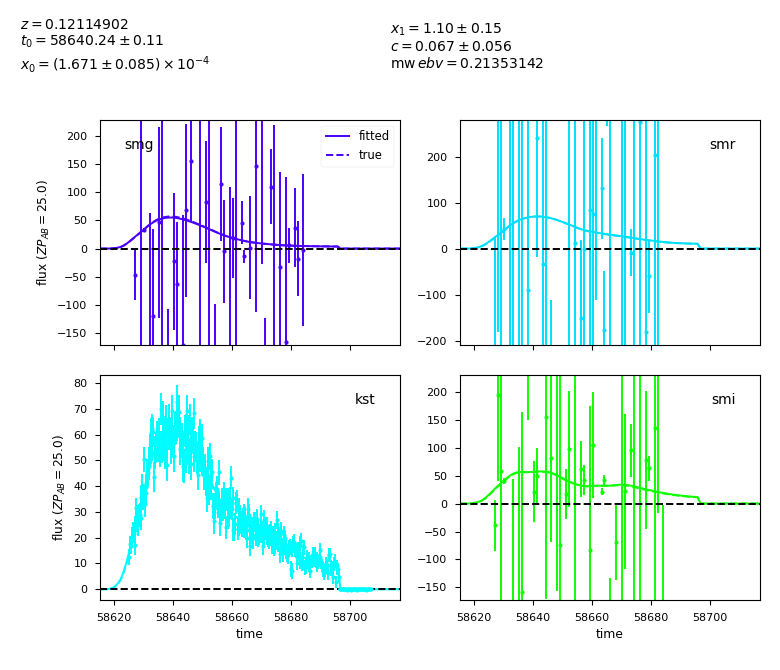 z = 0.12114902
t₀ = 58640.24 ± 0.11
x₀ = (1.671 ± 0.085) × 10⁻⁴
x₁ = 1.10 ± 0.15
c = 0.067 ± 0.056
mw ebv = 0.21353142
smg
fitted
true
200
150
100
50
0
−50
−100
−150
flux (ZP_AB = 25.0)
smr
200
100
0
−100
−200
kst
80
70
60
50
40
30
20
10
0
flux (ZP_AB = 25.0)
58620 58640 58660 58680 58700
time
smi
200
150
100
50
0
−50
−100
−150
58620 58640 58660 58680 58700
time